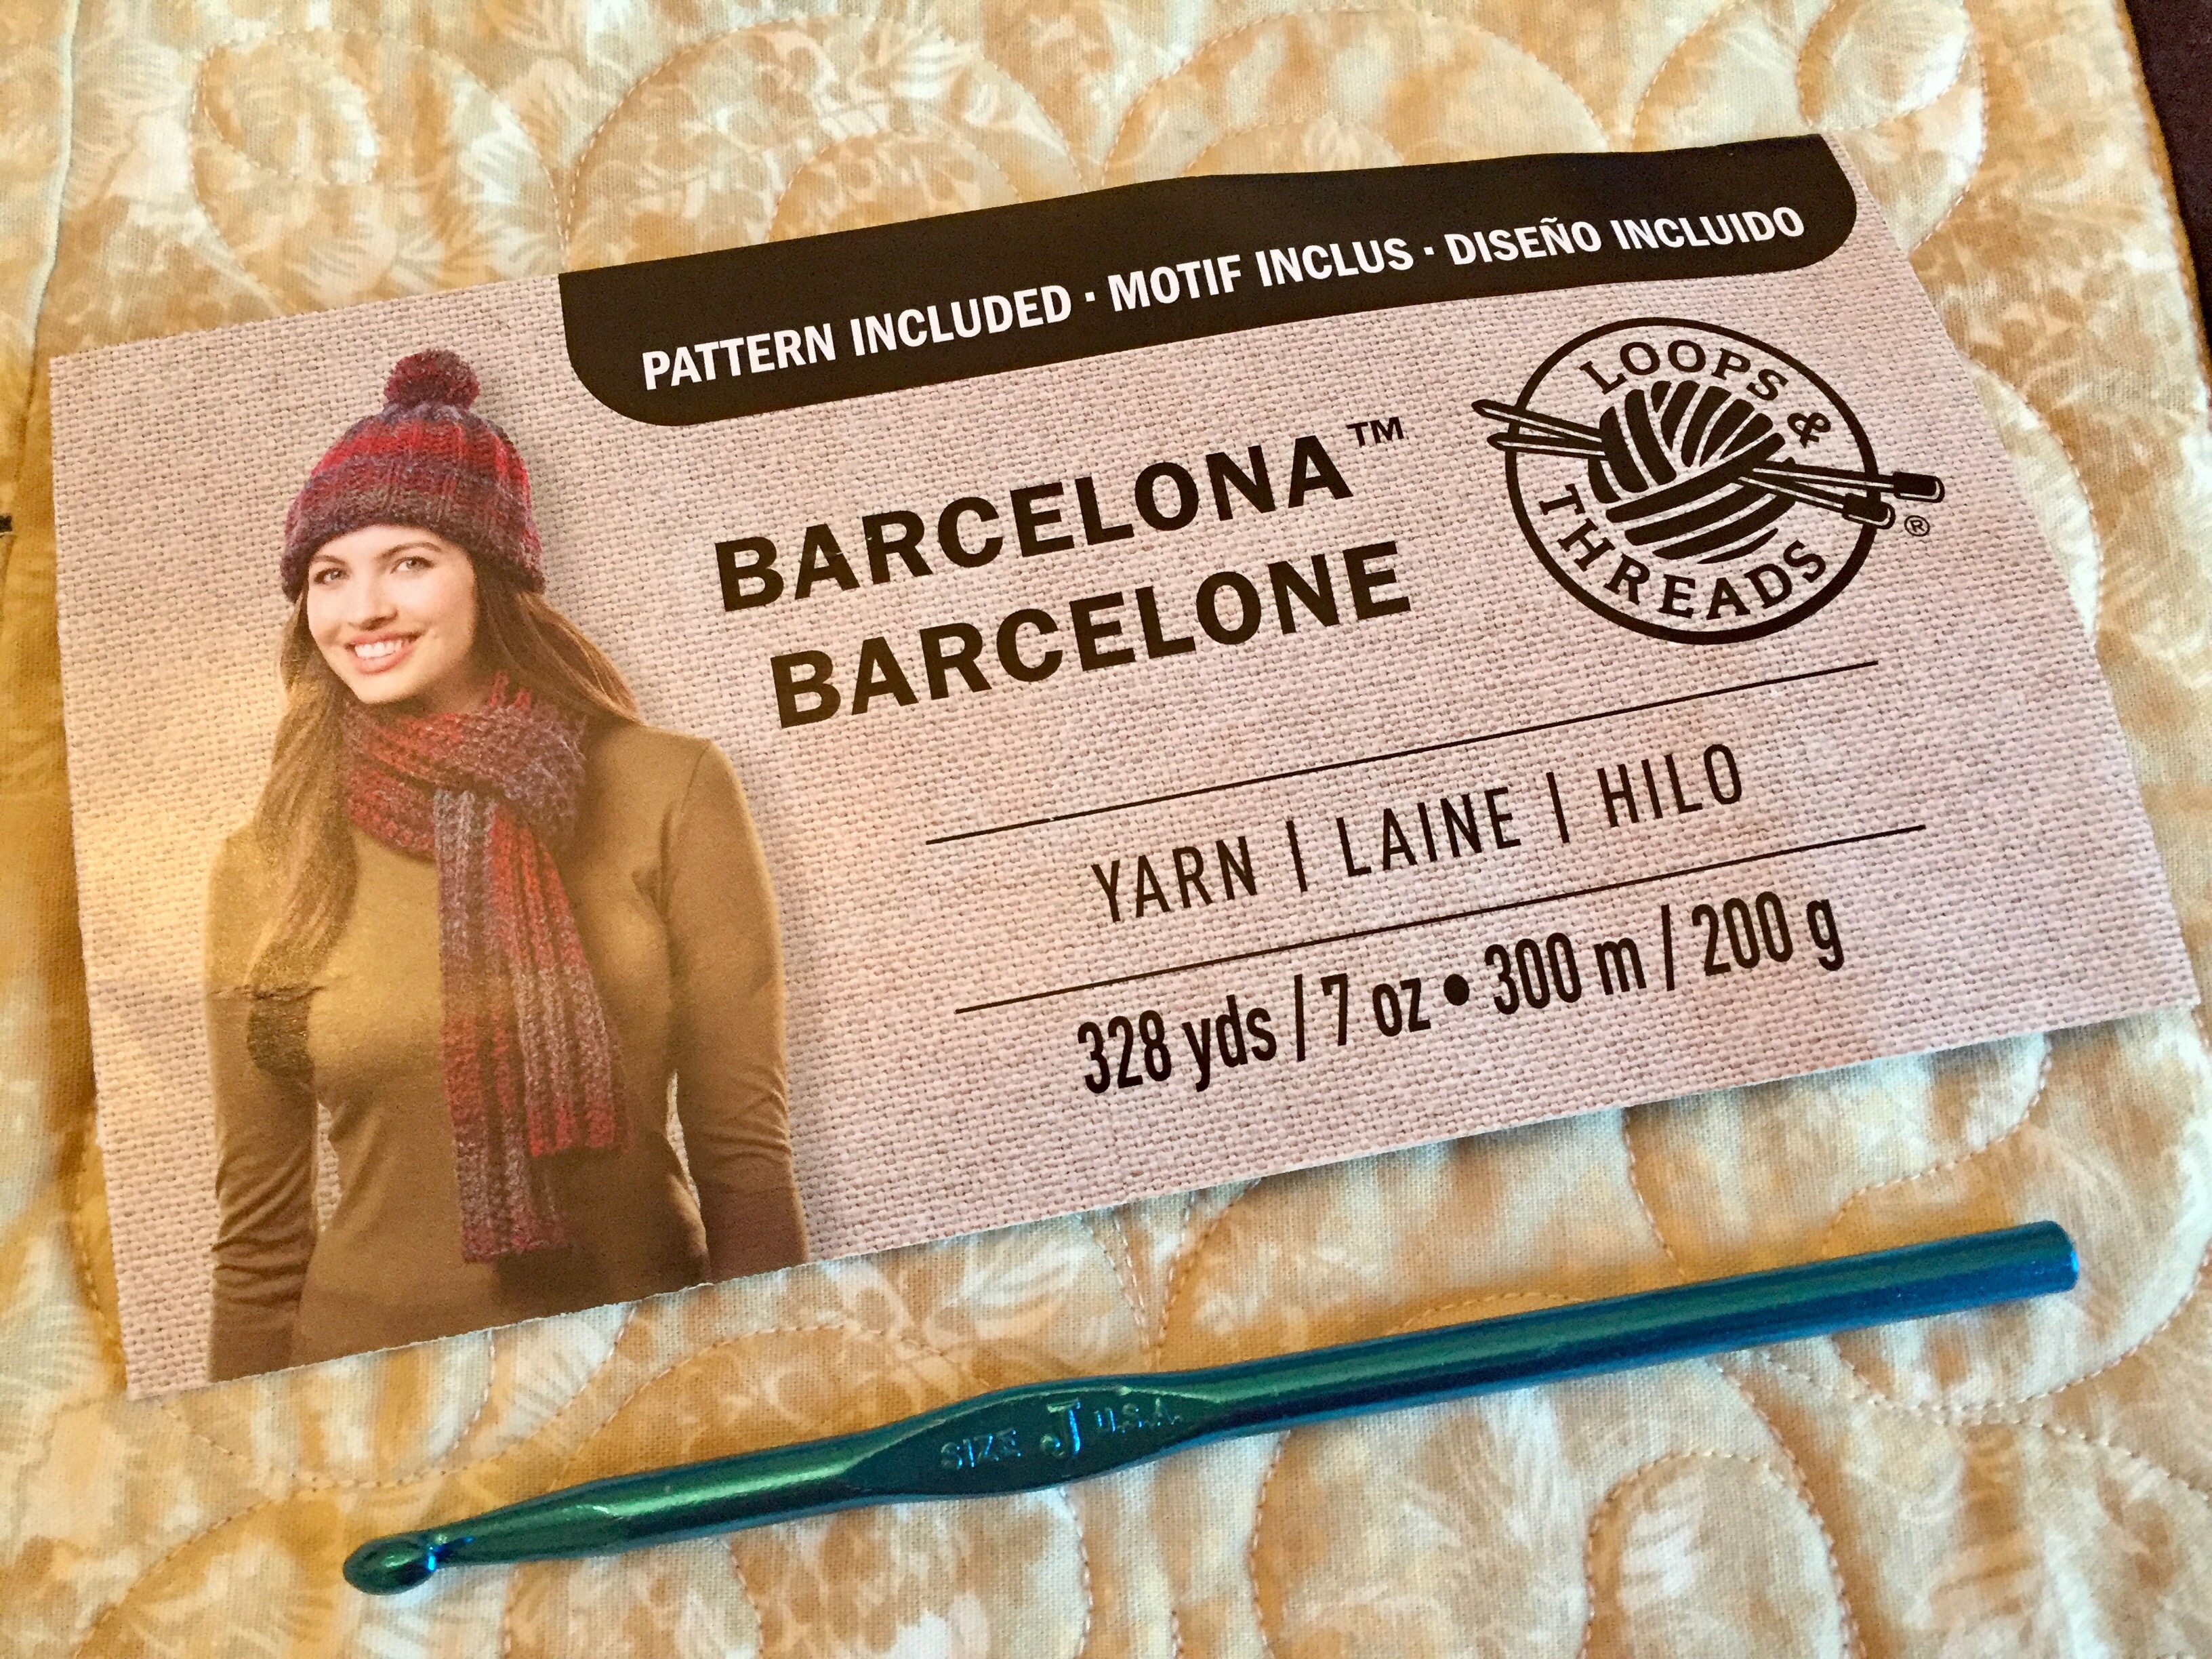 PATTERN INCLUDED · MOTIF INCLUS · DISEÑO INCLUIDO
BARCELONA™
BARCELONE
LOOPS &
THREADS®
YARN | LAINE | HILO
328 yds / 7 oz • 300 m / 200 g
SIZE J U.S.A.